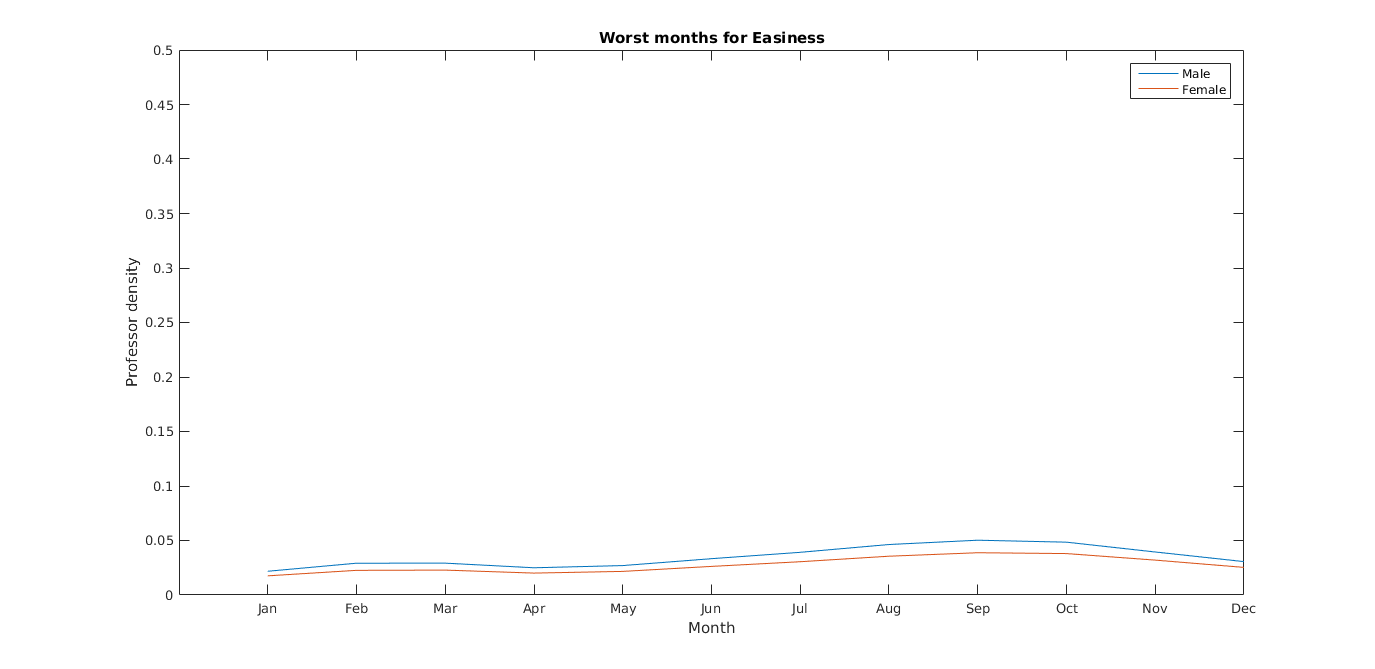 Worst months for Easiness
Male
Female
0.5
0.45
0.4
0.35
0.3
0.25
0.2
0.15
0.1
0.05
0
Professor density
Jan Feb Mar Apr May Jun Jul Aug Sep Oct Nov Dec
Month